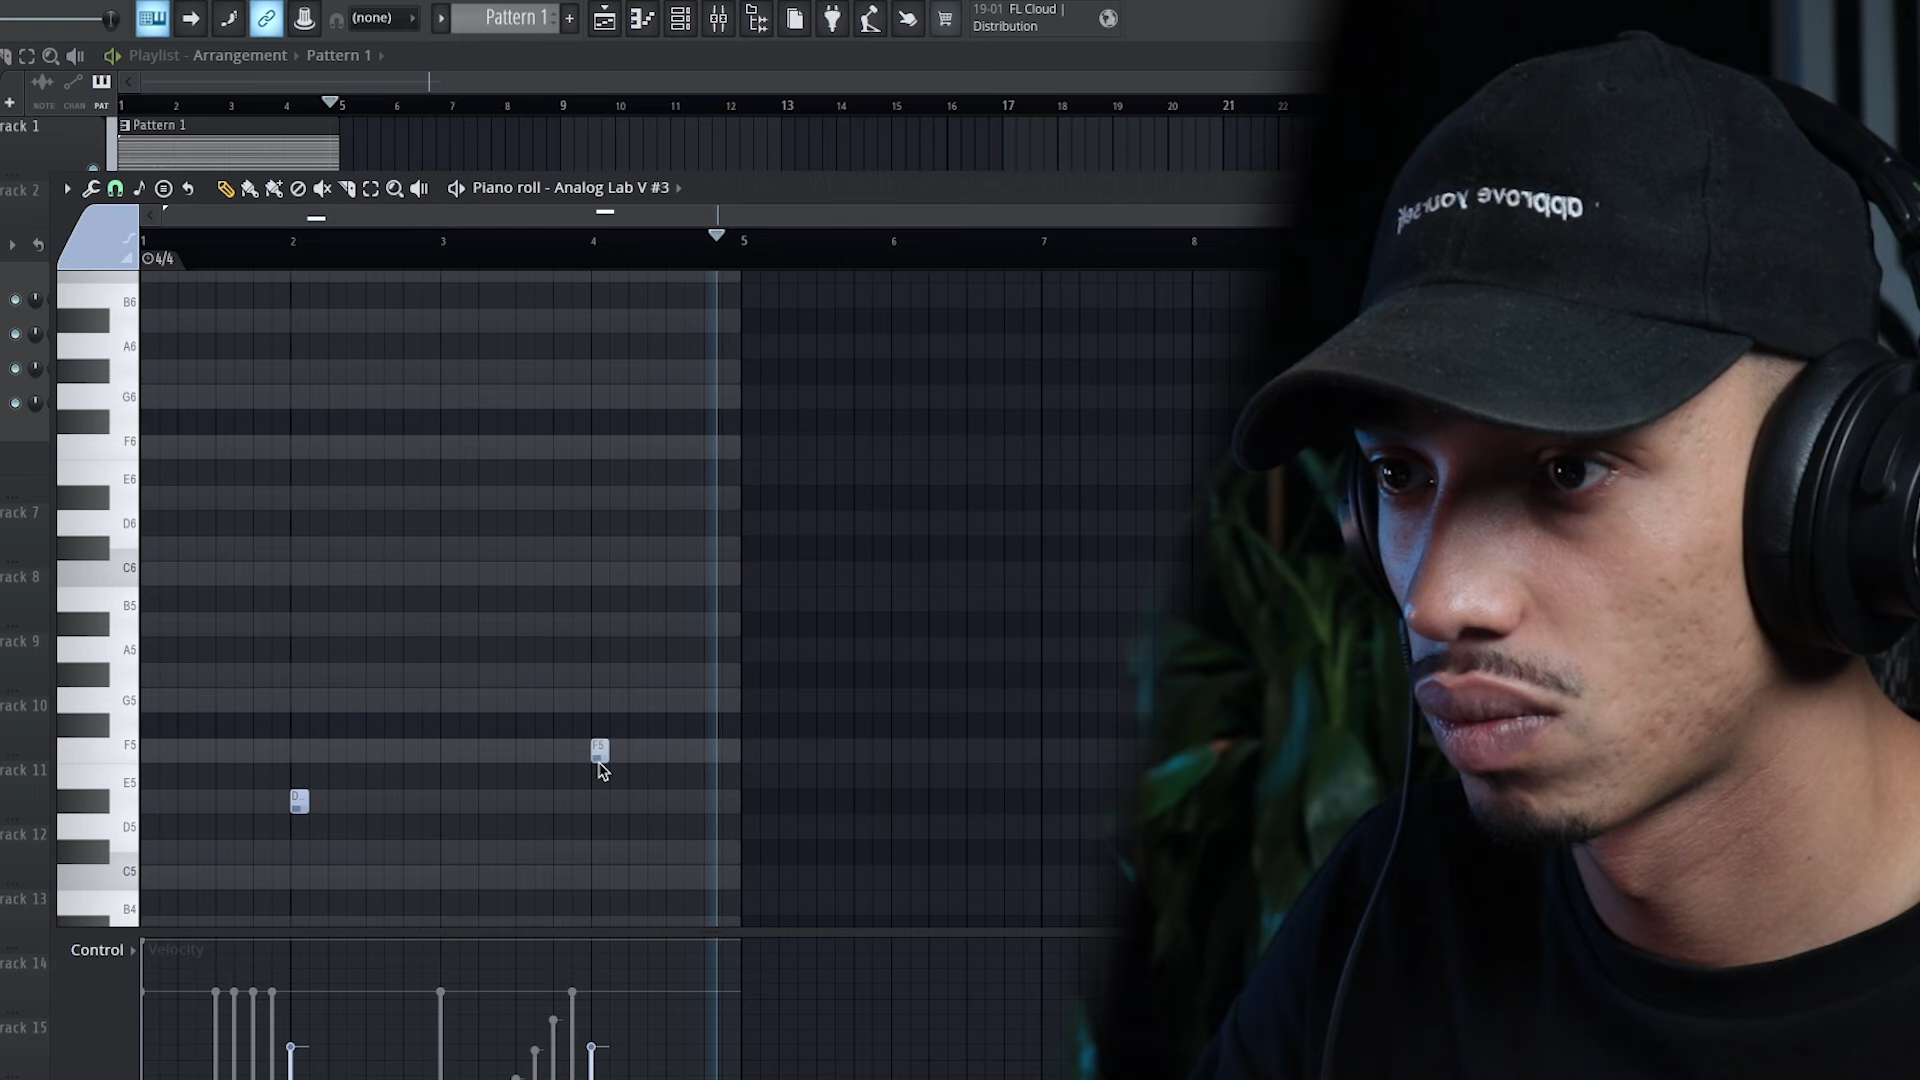 (none)
Pattern 1
+
19-01 FL Cloud |
Distribution
Playlist - Arrangement › Pattern 1 ›
NOTE CHAN PAT
1 2 3 4 5 6 7 8 9 10 11 12 13 14 15 16 17 18 19 20 21 22
rack 1
Pattern 1
rack 2
Piano roll - Analog Lab V #3 ›
1 2 3 4 5 6 7 8
4/4
B6
A6
G6
F6
E6
rack 7
D6
C6
rack 8
B5
rack 9
A5
G5
rack 10
F5
F5
rack 11
E5
D..
D5
rack 12
C5
rack 13
B4
Control
Velocity
rack 14
rack 15
approve yourself